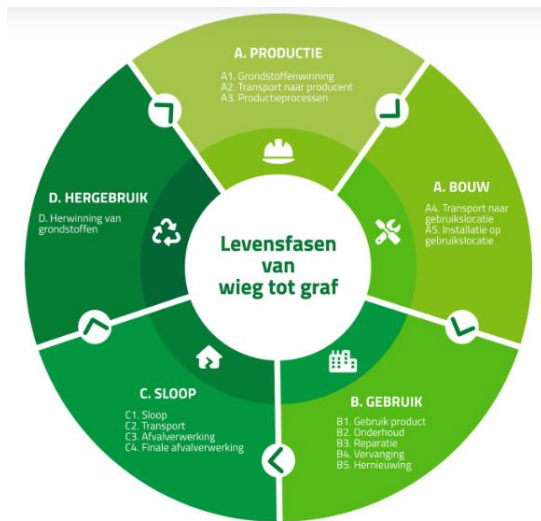 A. PRODUCTIE
A1. Grondstoffenwinning
A2. Transport naar producent
A3. Productieprocessen
A. BOUW
A4. Transport naar
gebruikslocatie
A5. Installatie op
gebruikslocatie
B. GEBRUIK
B1. Gebruik product
B2. Onderhoud
B3. Reparatie
B4. Vervanging
B5. Hernieuwing
C. SLOOP
C1. Sloop
C2. Transport
C3. Afvalverwerking
C4. Finale afvalverwerking
D. HERGEBRUIK
D. Herwinning van
grondstoffen
Levensfasen
van
wieg tot graf